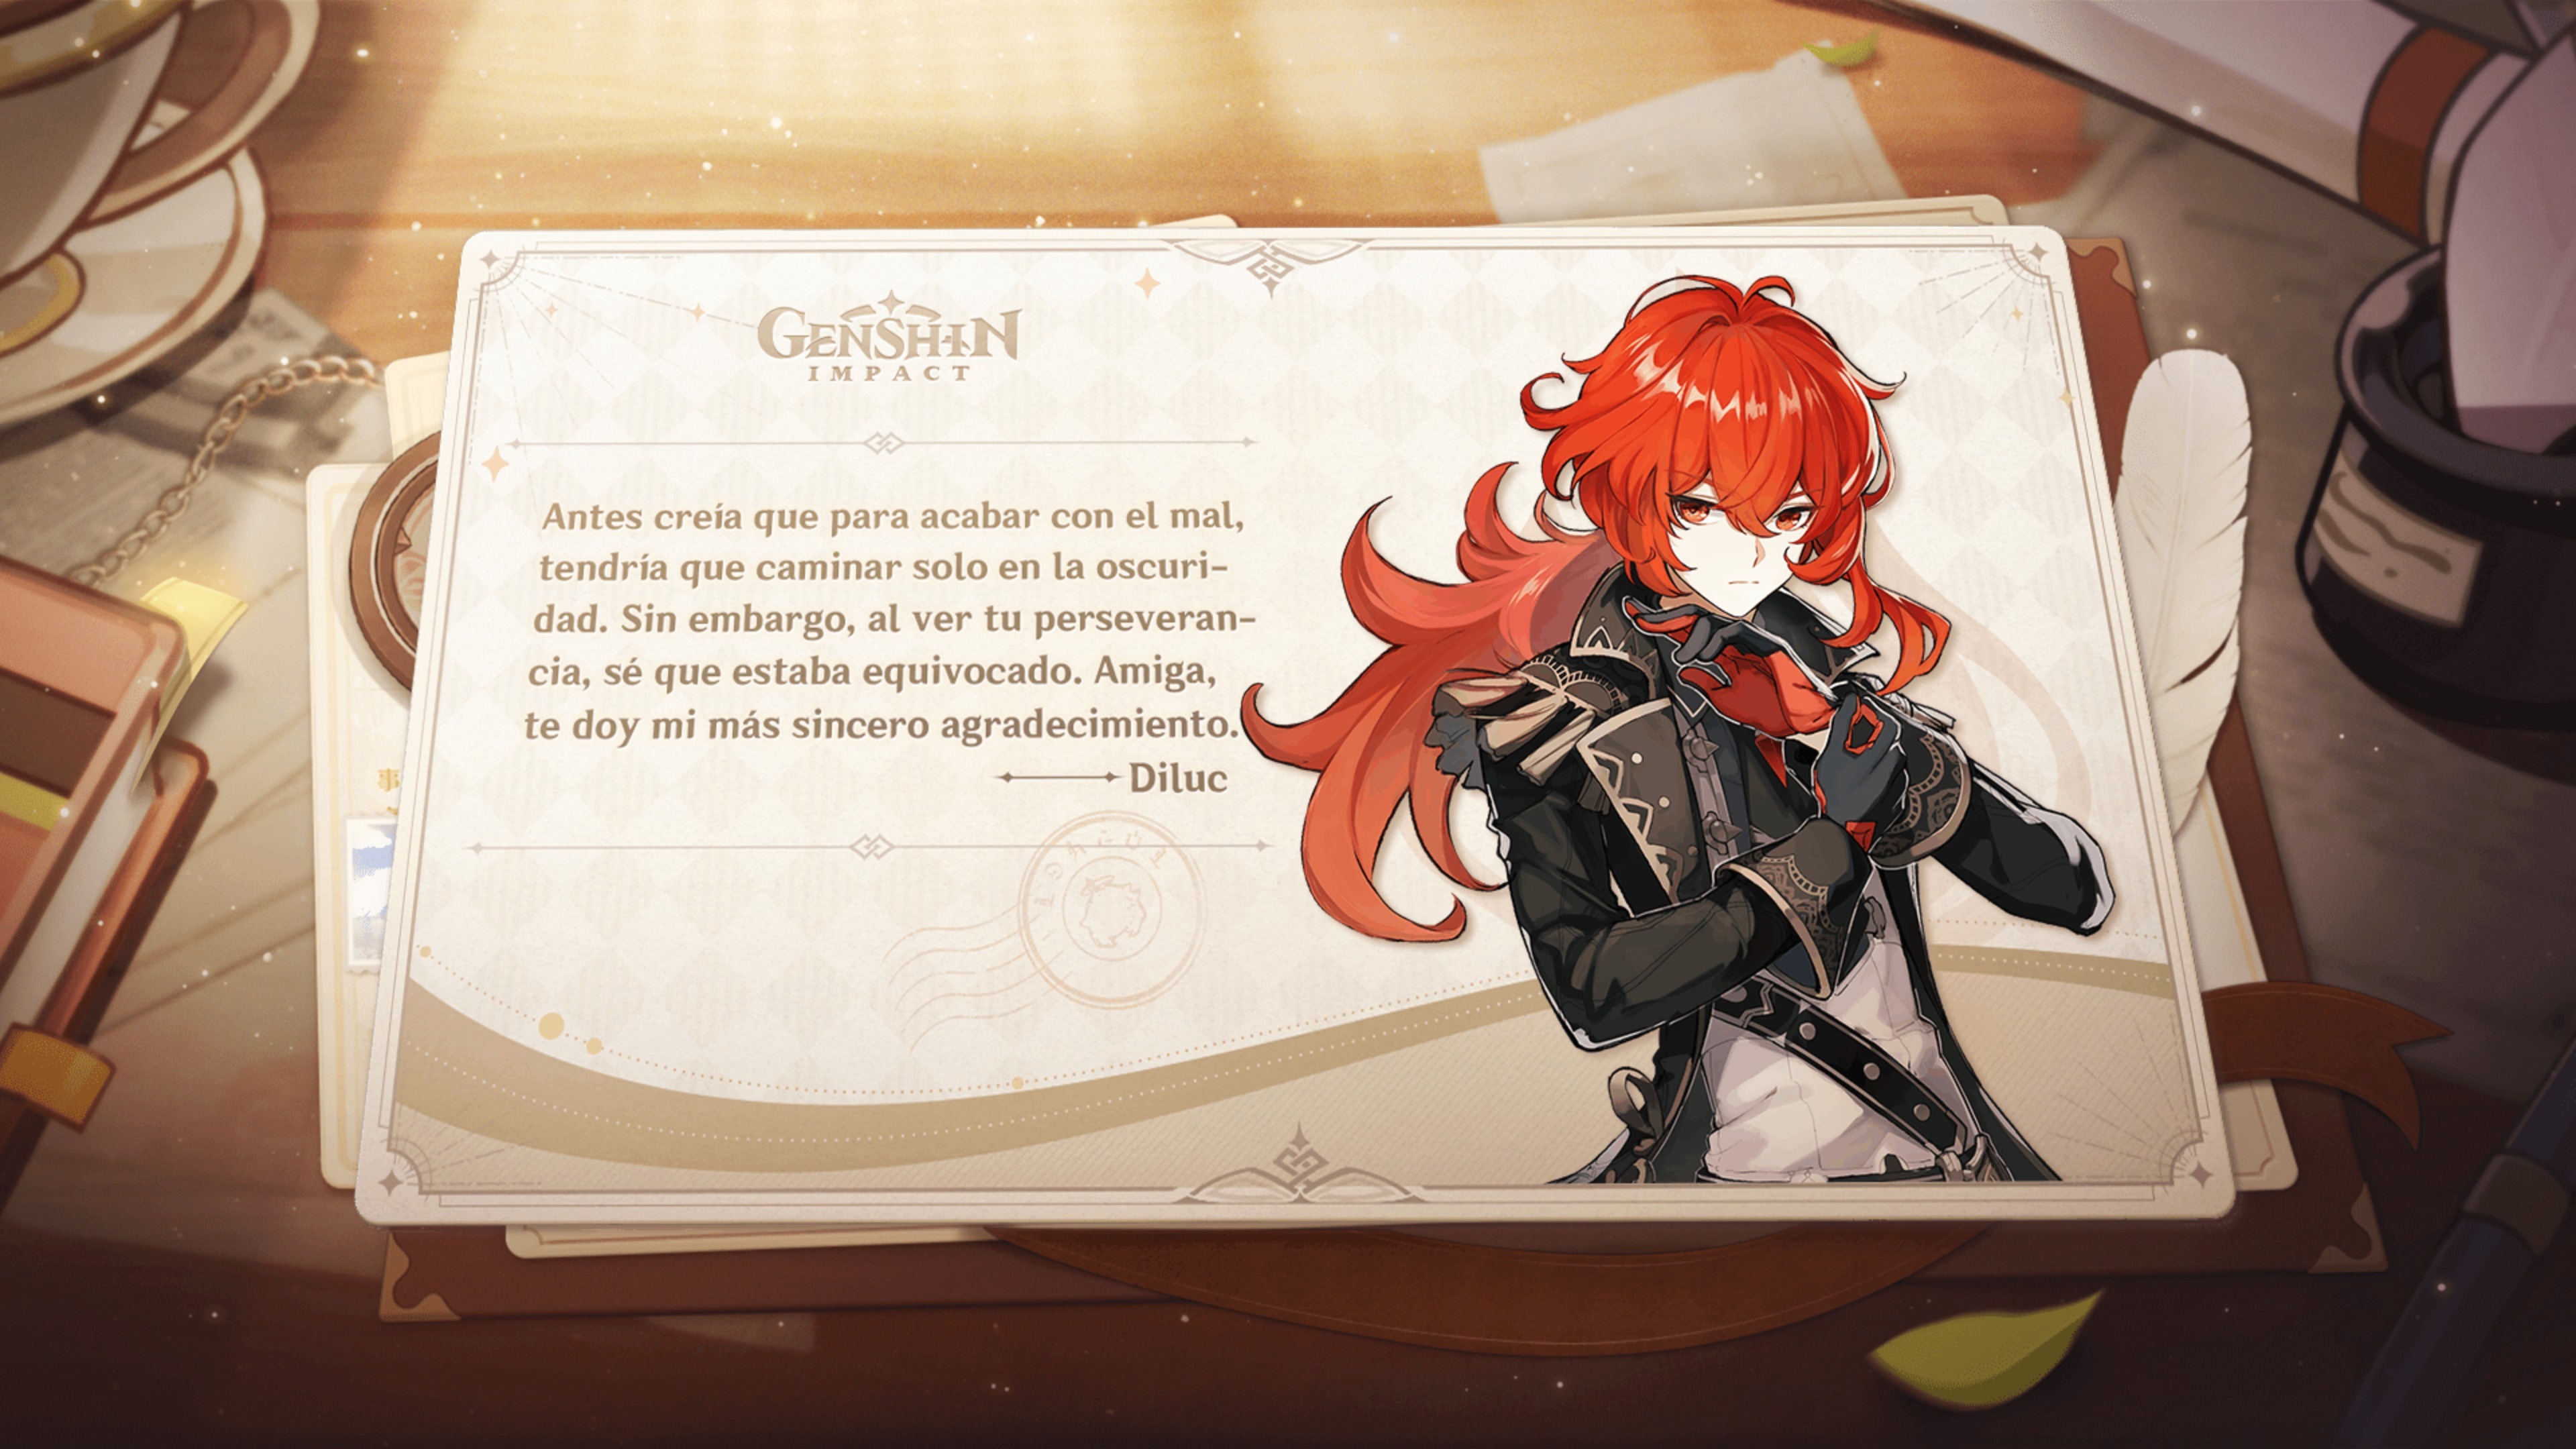 GENSHIN
IMPACT
Antes creía que para acabar con el mal,
tendría que caminar solo en la oscuri-
dad. Sin embargo, al ver tu perseveran-
cia, sé que estaba equivocado. Amiga,
te doy mi más sincero agradecimiento.
Diluc